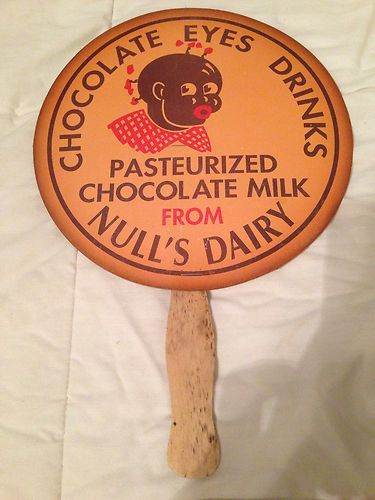 CHOCOLATE EYES DRINKS
PASTEURIZED
CHOCOLATE MILK
FROM
NULL'S DAIRY